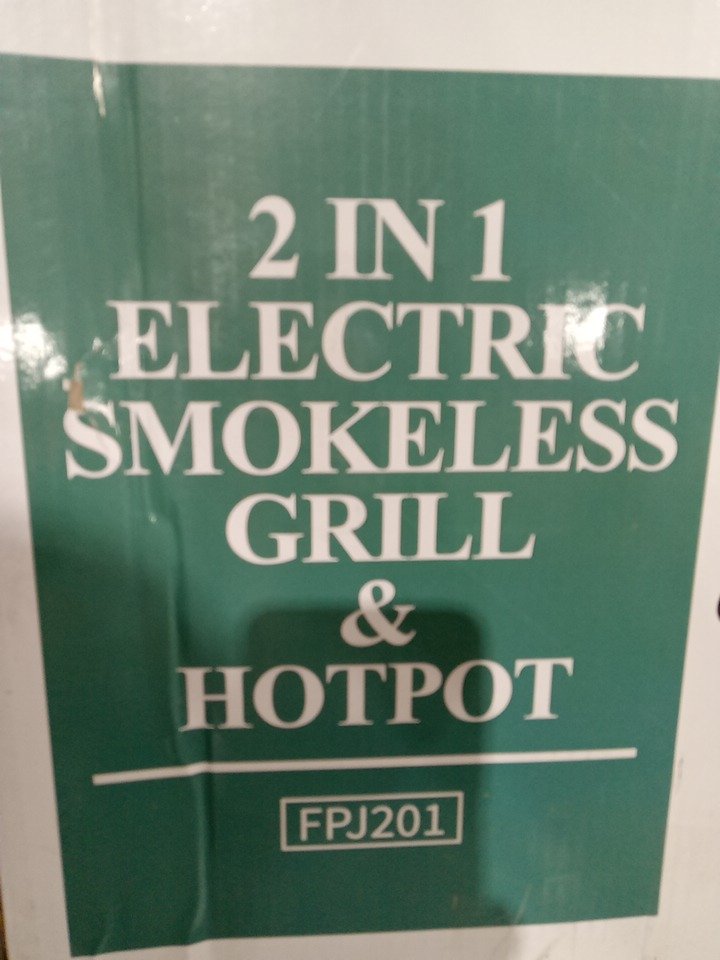 2 IN 1
ELECTRIC
SMOKELESS
GRILL
&
HOTPOT
FPJ201